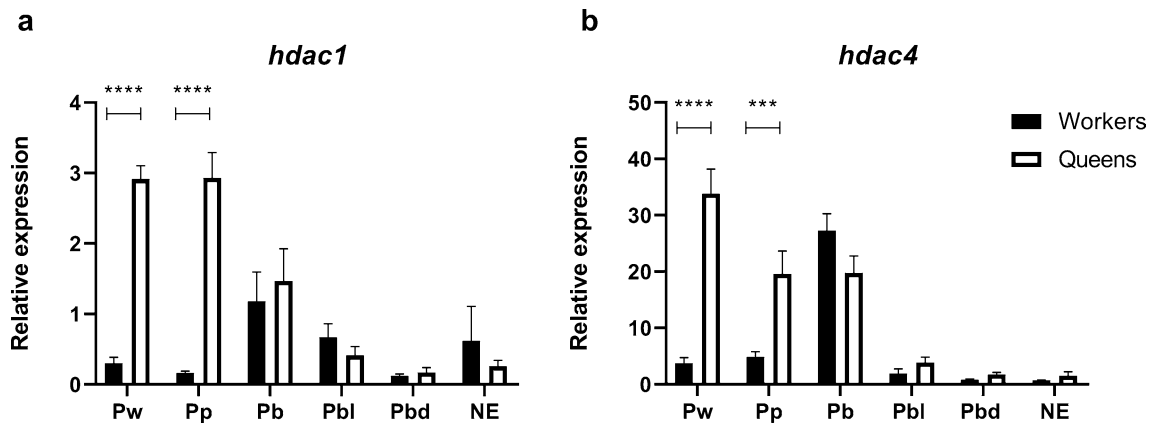 a
hdac1
**** ****
4
3
2
1
0
Relative expression
Pw Pp Pb Pbl Pbd NE
b
hdac4
**** ***
50
40
30
20
10
0
Relative expression
Pw Pp Pb Pbl Pbd NE
Workers
Queens